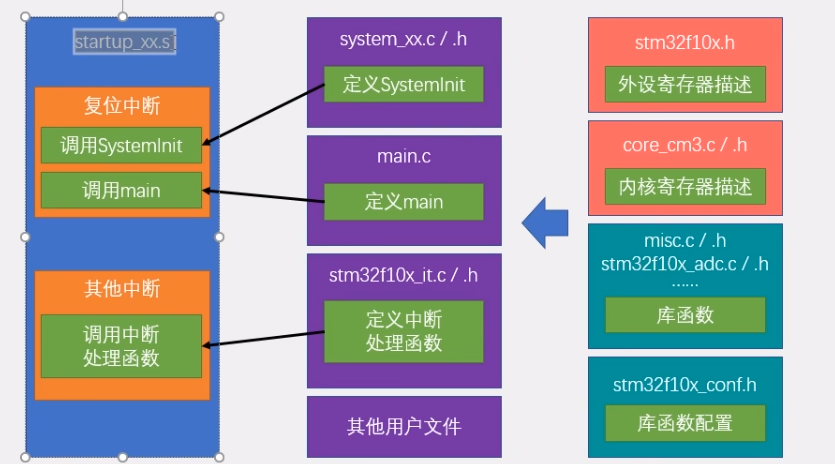 startup_xx.s
复位中断
调用SystemInit
调用main
其他中断
调用中断
处理函数
system_xx.c / .h
定义SystemInit
main.c
定义main
stm32f10x_it.c / .h
定义中断
处理函数
其他用户文件
stm32f10x.h
外设寄存器描述
core_cm3.c / .h
内核寄存器描述
misc.c / .h
stm32f10x_adc.c / .h
……
库函数
stm32f10x_conf.h
库函数配置